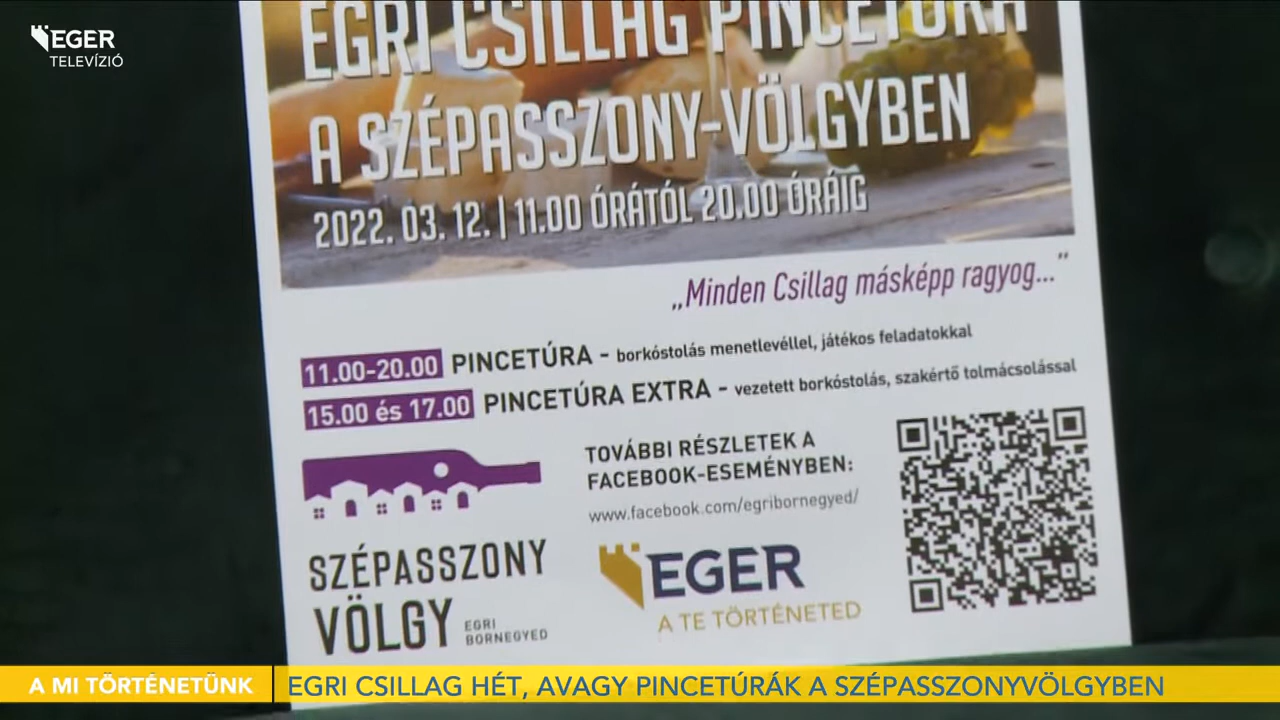 EGER
TELEVÍZIÓ
EGRI CSILLAG PINCETÚRA
A SZÉPASSZONY-VÖLGYBEN
2022. 03. 12. | 11.00 ÓRÁTÓL 20.00 ÓRÁIG
„Minden Csillag másképp ragyog...”
11.00-20.00 PINCETÚRA - borkóstolás menetlevéllel, játékos feladatokkal
15.00 és 17.00 PINCETÚRA EXTRA - vezetett borkóstolás, szakértő tolmácsolással
TOVÁBBI RÉSZLETEK A
FACEBOOK-ESEMÉNYBEN:
www.facebook.com/egribornegyed/
SZÉPASSZONY
VÖLGY
EGRI
BORNEGYED
EGER
A TE TÖRTÉNETED
A MI TÖRTÉNETÜNK
EGRI CSILLAG HÉT, AVAGY PINCETÚRÁK A SZÉPASSZONYVÖLGYBEN